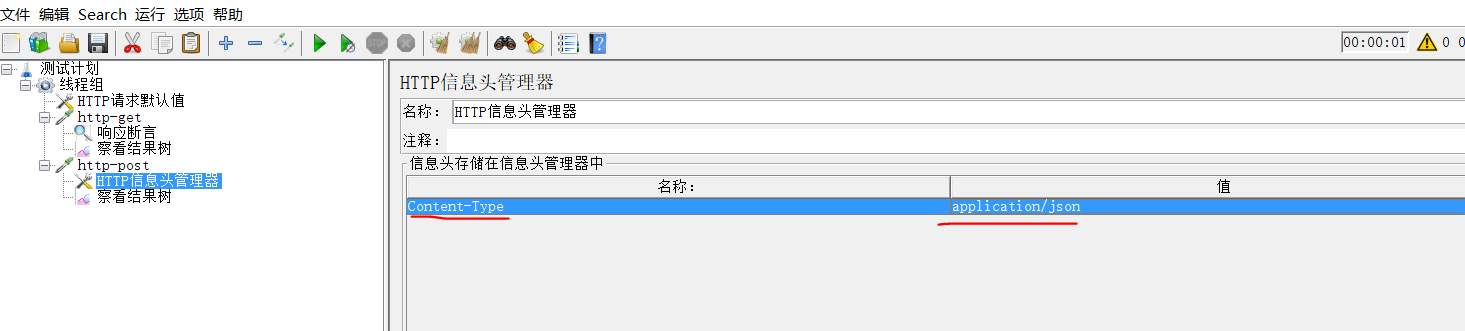 文件 编辑 Search 运行 选项 帮助
STOP
00:00:01 0 0
测试计划
线程组
HTTP请求默认值
http-get
响应断言
察看结果树
http-post
HTTP信息头管理器
察看结果树
HTTP信息头管理器
名称： HTTP信息头管理器
注释：
信息头存储在信息头管理器中
名称： 值
Content-Type application/json